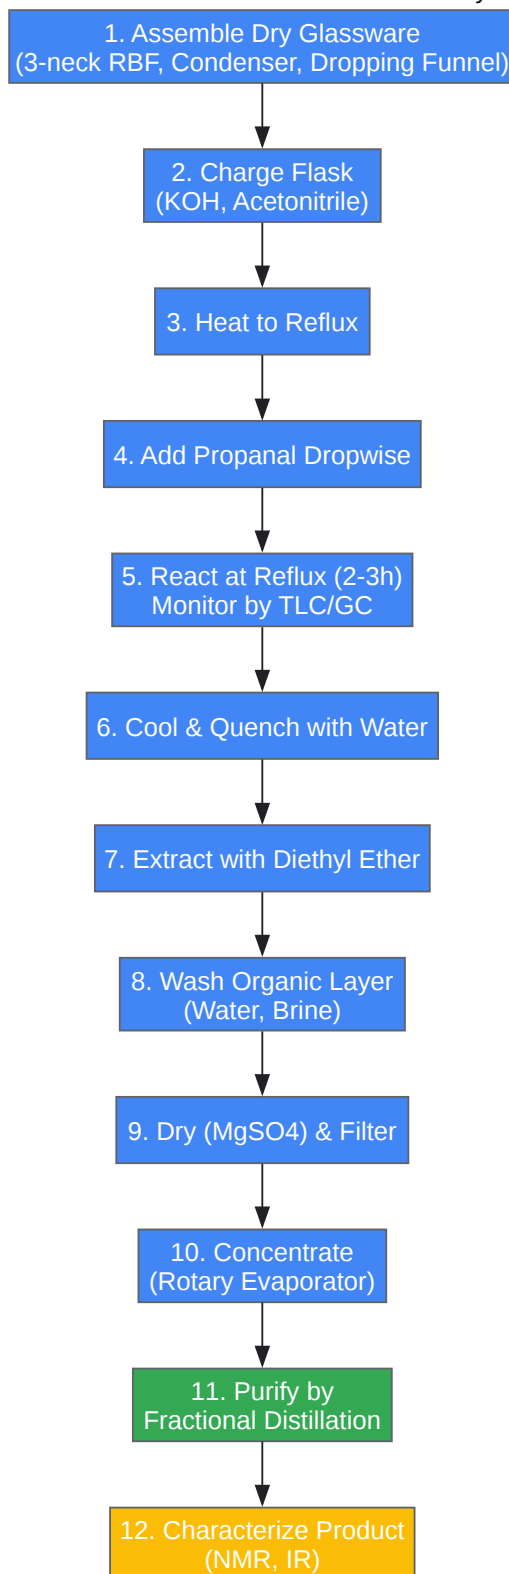 1. Assemble Dry Glassware
(3-neck RBF, Condenser, Dropping Funnel)
2. Charge Flask
(KOH, Acetonitrile)
3. Heat to Reflux
4. Add Propanal Dropwise
5. React at Reflux (2-3h)
Monitor by TLC/GC
6. Cool & Quench with Water
7. Extract with Diethyl Ether
8. Wash Organic Layer
(Water, Brine)
9. Dry (MgSO4) & Filter
10. Concentrate
(Rotary Evaporator)
11. Purify by
Fractional Distillation
12. Characterize Product
(NMR, IR)